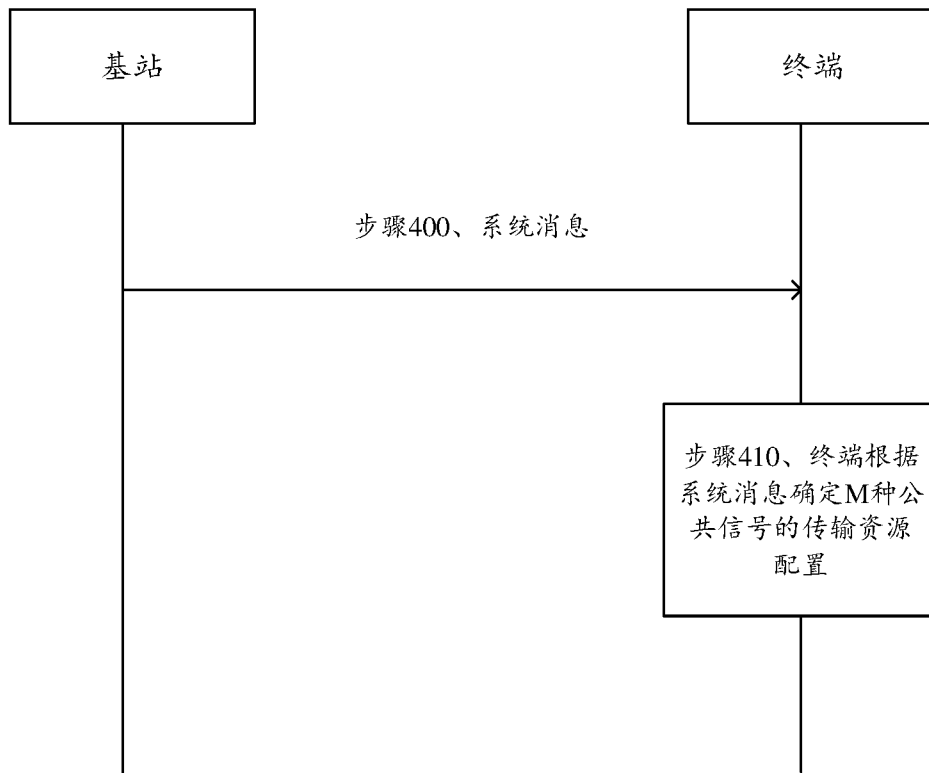 基站
终端
步骤400、系统消息
步骤410、终端根据
系统消息确定M种公
共信号的传输资源
配置